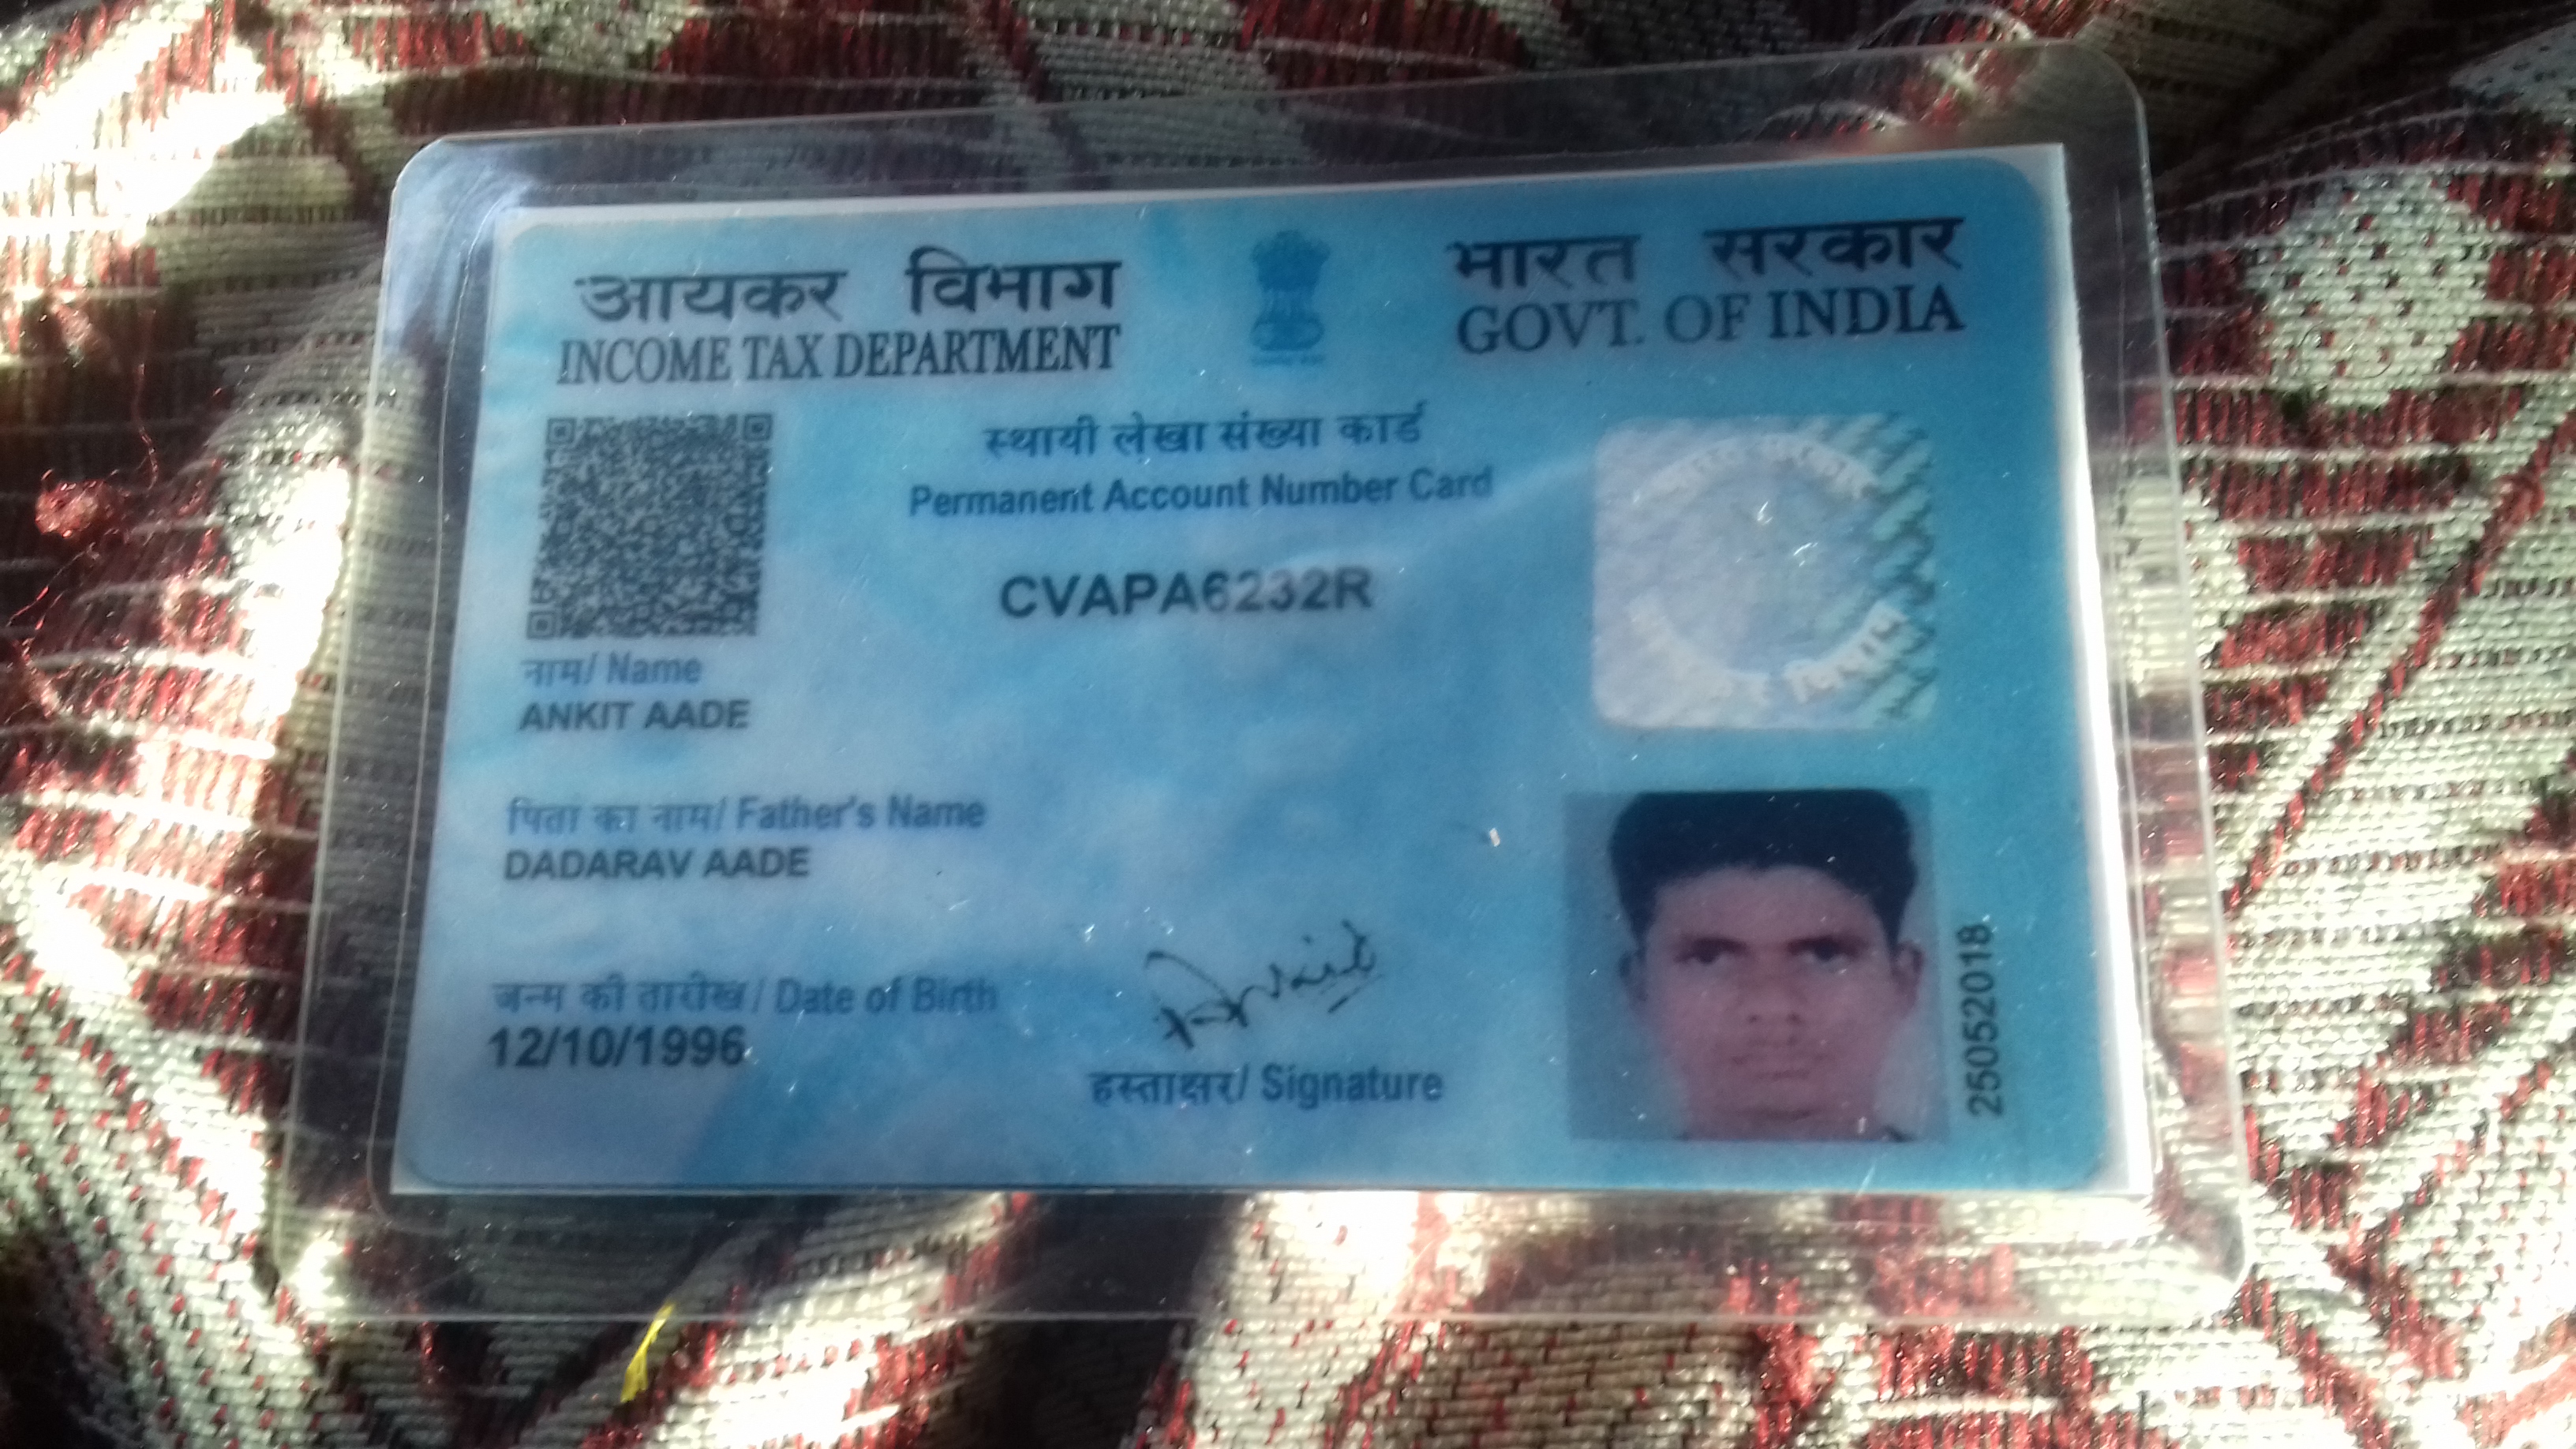 आयकर विभाग
INCOME TAX DEPARTMENT
भारत सरकार
GOVT. OF INDIA
स्थायी लेखा संख्या कार्ड
Permanent Account Number Card
CVAPA6232R
नाम/ Name
ANKIT AADE
पिता का नाम/ Father's Name
DADARAV AADE
जन्म की तारीख/ Date of Birth
12/10/1996
हस्ताक्षर/ Signature
25052018